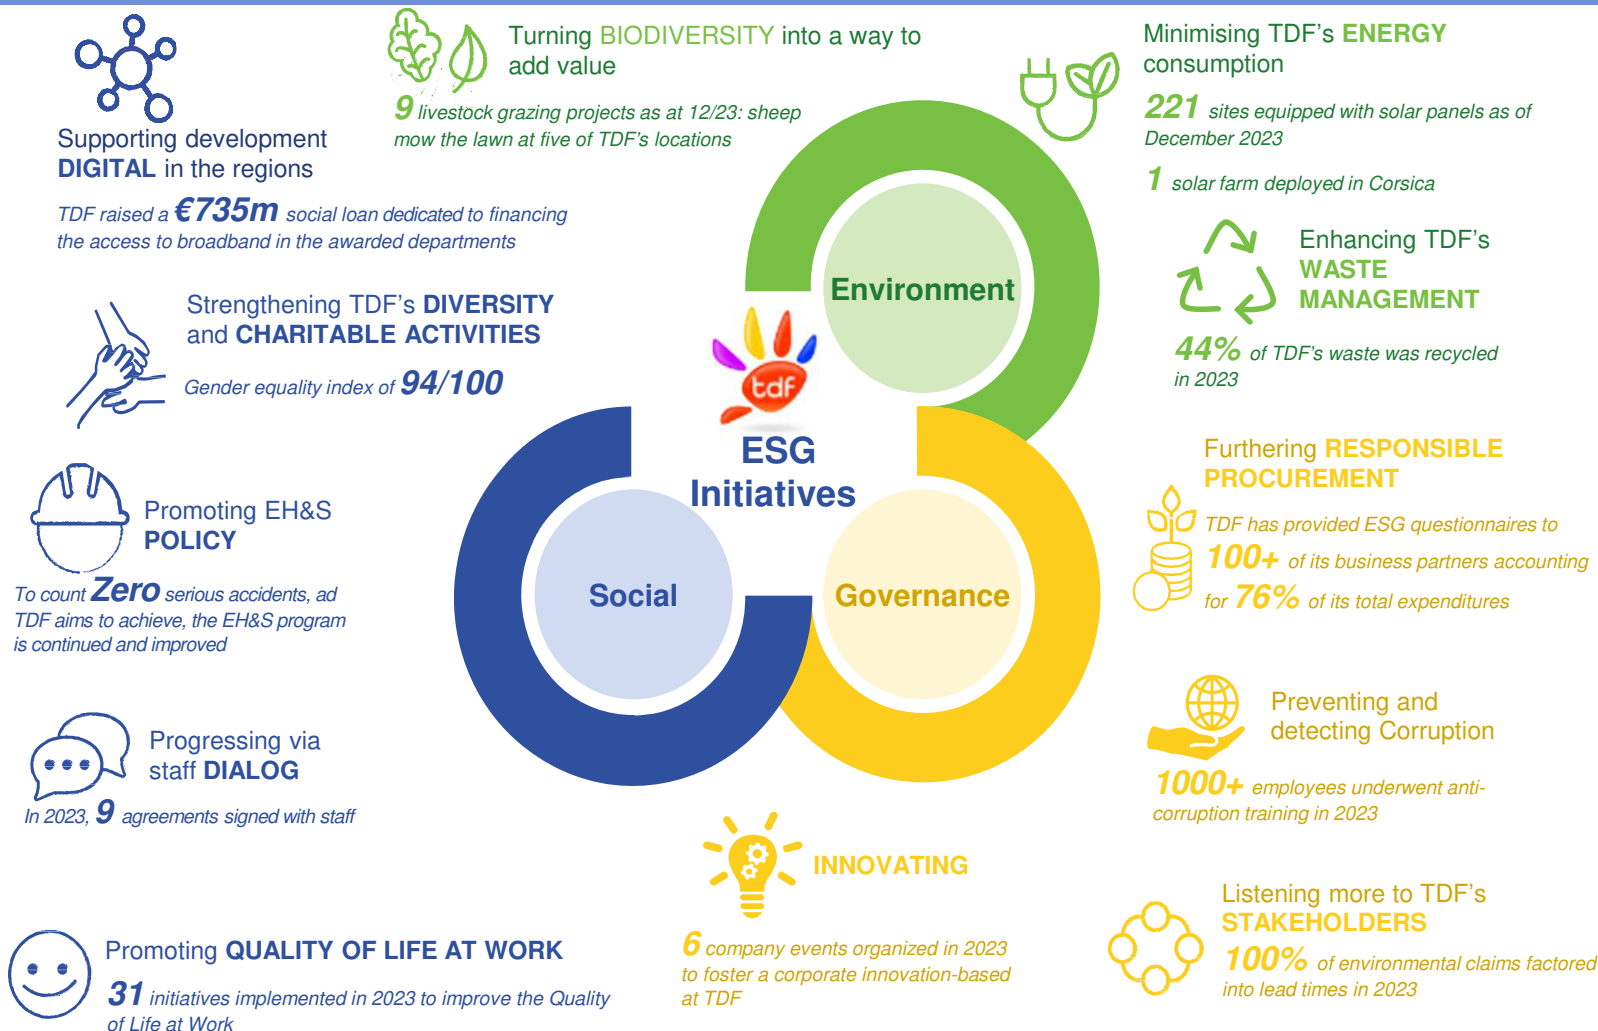 Supporting development
DIGITAL in the regions
TDF raised a €735m social loan dedicated to financing
the access to broadband in the awarded departments
Turning BIODIVERSITY into a way to
add value
9 livestock grazing projects as at 12/23: sheep
mow the lawn at five of TDF's locations
Minimising TDF's ENERGY
consumption
221 sites equipped with solar panels as of
December 2023
1 solar farm deployed in Corsica
Enhancing TDF's
WASTE
MANAGEMENT
44% of TDF's waste was recycled
in 2023
Strengthening TDF's DIVERSITY
and CHARITABLE ACTIVITIES
Gender equality index of 94/100
Environment
tdf
ESG
Initiatives
Social
Governance
Promoting EH&S
POLICY
To count Zero serious accidents, ad
TDF aims to achieve, the EH&S program
is continued and improved
Furthering RESPONSIBLE
PROCUREMENT
TDF has provided ESG questionnaires to
100+ of its business partners accounting
for 76% of its total expenditures
Progressing via
staff DIALOG
In 2023, 9 agreements signed with staff
Preventing and
detecting Corruption
1000+ employees underwent anti-
corruption training in 2023
INNOVATING
6 company events organized in 2023
to foster a corporate innovation-based
at TDF
Listening more to TDF's
STAKEHOLDERS
100% of environmental claims factored
into lead times in 2023
Promoting QUALITY OF LIFE AT WORK
31 initiatives implemented in 2023 to improve the Quality
of Life at Work